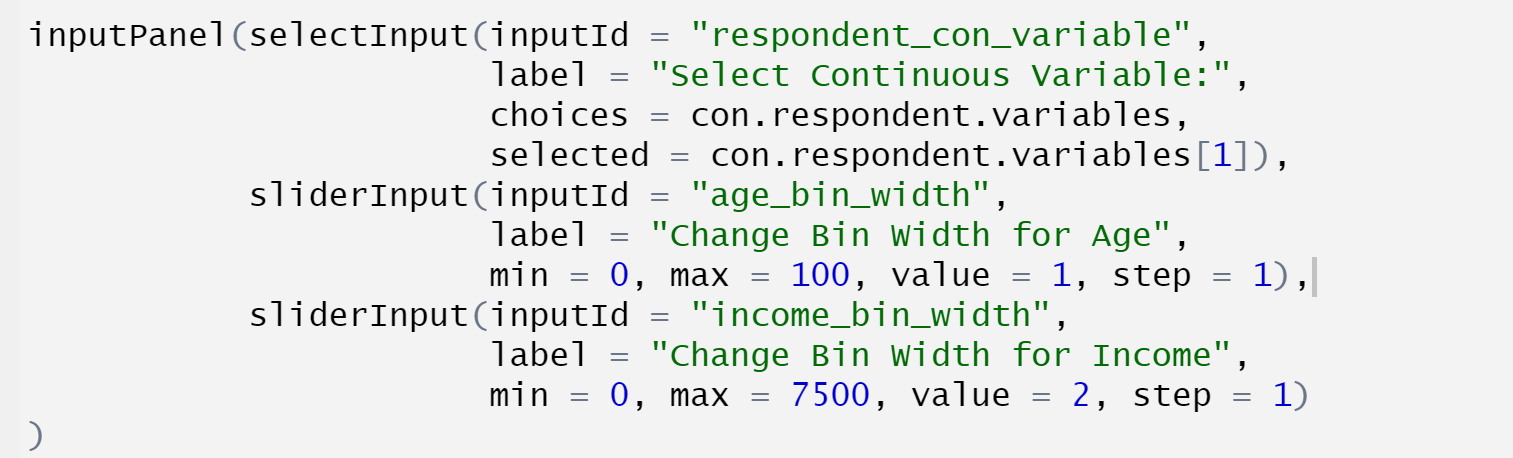 inputPanel(selectInput(inputId = "respondent_con_variable",
label = "Select Continuous Variable:",
choices = con.respondent.variables,
selected = con.respondent.variables[1]),
sliderInput(inputId = "age_bin_width",
label = "Change Bin Width for Age",
min = 0, max = 100, value = 1, step = 1),
sliderInput(inputId = "income_bin_width",
label = "Change Bin Width for Income",
min = 0, max = 7500, value = 2, step = 1)
)